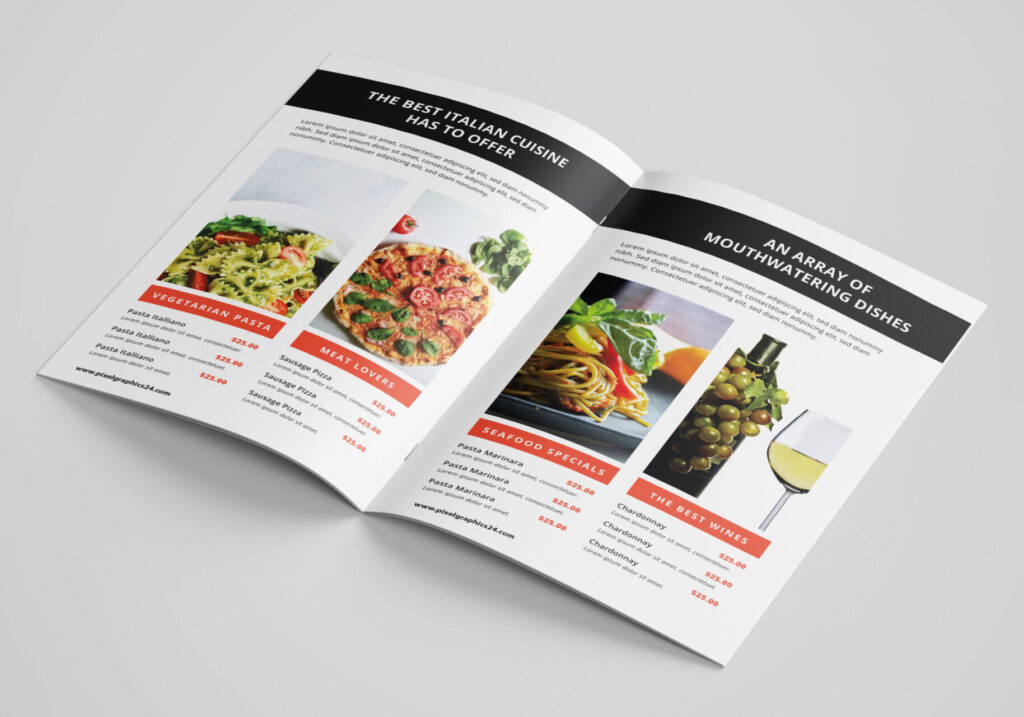 THE BEST ITALIAN CUISINE
HAS TO OFFER
Lorem ipsum dolor sit amet, consectetuer adipiscing elit, sed diam nonummy
nibh. Sed diam ipsum dolor sit amet, consectetuer adipiscing elit, sed diam
nonummy. Consectetuer adipiscing elit, sed diam nonummy.
VEGETARIAN PASTA
Pasta Italliano
Lorem ipsum dolor sit amet, consectetuer. $25.00
Pasta Italliano
Lorem ipsum dolor sit amet, consectetuer. $25.00
Pasta Italliano
Lorem ipsum dolor sit amet. $25.00
MEAT LOVERS
Sausage Pizza
Lorem ipsum dolor sit amet, consectetuer. $25.00
Sausage Pizza
Lorem ipsum dolor sit amet, consectetuer. $25.00
Sausage Pizza
Lorem ipsum dolor sit amet. $25.00
www.pixelgraphics24.com
AN ARRAY OF
MOUTHWATERING DISHES
Lorem ipsum dolor sit amet, consectetuer adipiscing elit, sed diam nonummy
nibh. Sed diam ipsum dolor sit amet, consectetuer adipiscing elit, sed diam
nonummy. Consectetuer adipiscing elit, sed diam nonummy.
SEAFOOD SPECIALS
Pasta Marinara
Lorem ipsum dolor sit amet, consectetuer. $25.00
Pasta Marinara
Lorem ipsum dolor sit amet, consectetuer. $25.00
Pasta Marinara
Lorem ipsum dolor sit amet. $25.00
THE BEST WINES
Chardonnay
Lorem ipsum dolor sit amet, consectetuer. $25.00
Chardonnay
Lorem ipsum dolor sit amet, consectetuer. $25.00
Chardonnay
Lorem ipsum dolor sit amet. $25.00
www.pixelgraphics24.com